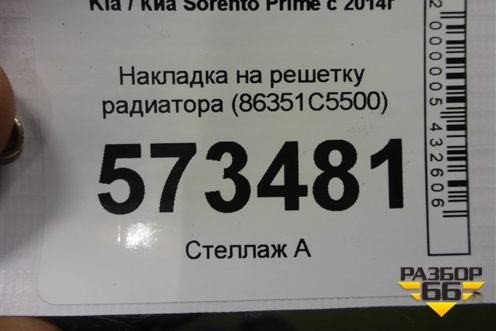 Kia / Киа Sorento Prime с 2014г
Накладка на решетку
радиатора (86351C5500)
573481
Стеллаж А
2000005432606
РАЗБОР
66